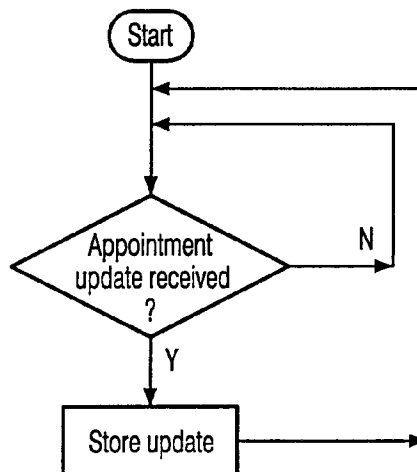 Start
Appointment
update received
?
N
Y
Store update